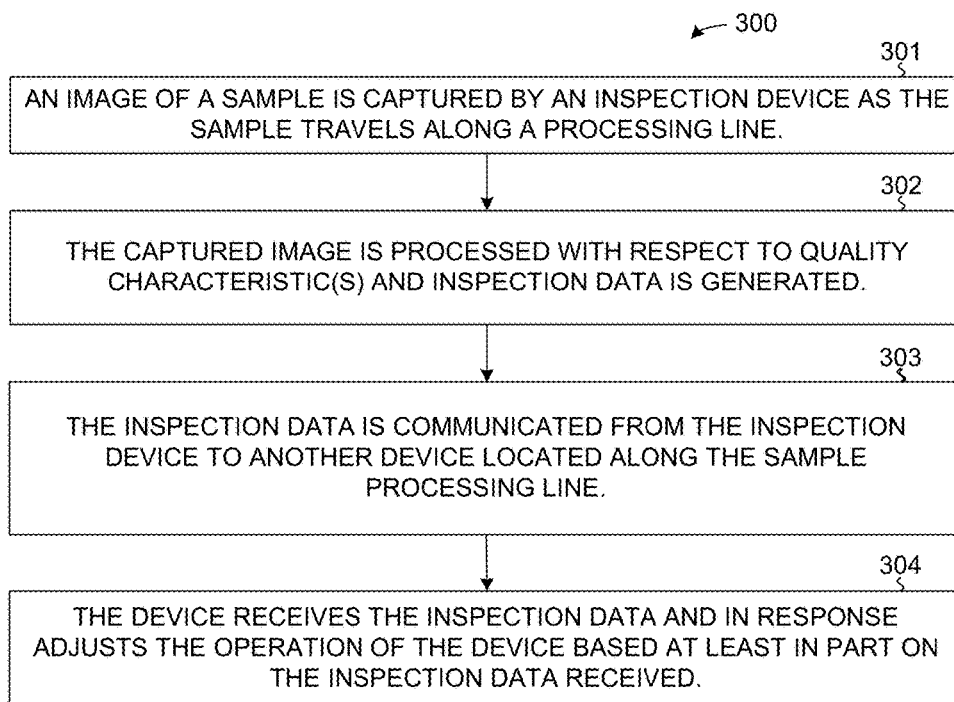 300
301
AN IMAGE OF A SAMPLE IS CAPTURED BY AN INSPECTION DEVICE AS THE
SAMPLE TRAVELS ALONG A PROCESSING LINE.
302
THE CAPTURED IMAGE IS PROCESSED WITH RESPECT TO QUALITY
CHARACTERISTIC(S) AND INSPECTION DATA IS GENERATED.
303
THE INSPECTION DATA IS COMMUNICATED FROM THE INSPECTION
DEVICE TO ANOTHER DEVICE LOCATED ALONG THE SAMPLE
PROCESSING LINE.
304
THE DEVICE RECEIVES THE INSPECTION DATA AND IN RESPONSE
ADJUSTS THE OPERATION OF THE DEVICE BASED AT LEAST IN PART ON
THE INSPECTION DATA RECEIVED.